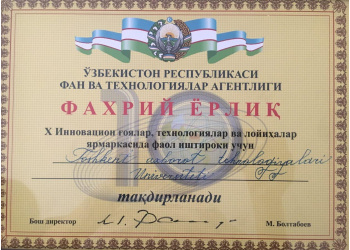 ЎЗБЕКИСТОН РЕСПУБЛИКАСИ
ФАН ВА ТЕХНОЛОГИЯЛАР АГЕНТЛИГИ
ФАХРИЙ ЁРЛИҚ
X Инновацион ғоялар, технологиялар ва лойиҳалар
ярмаркасида фаол иштироки учун
Toshkent axborot texnologiyalari
Universiteti
тақдирланади
Бош директор
М. Болтабоев